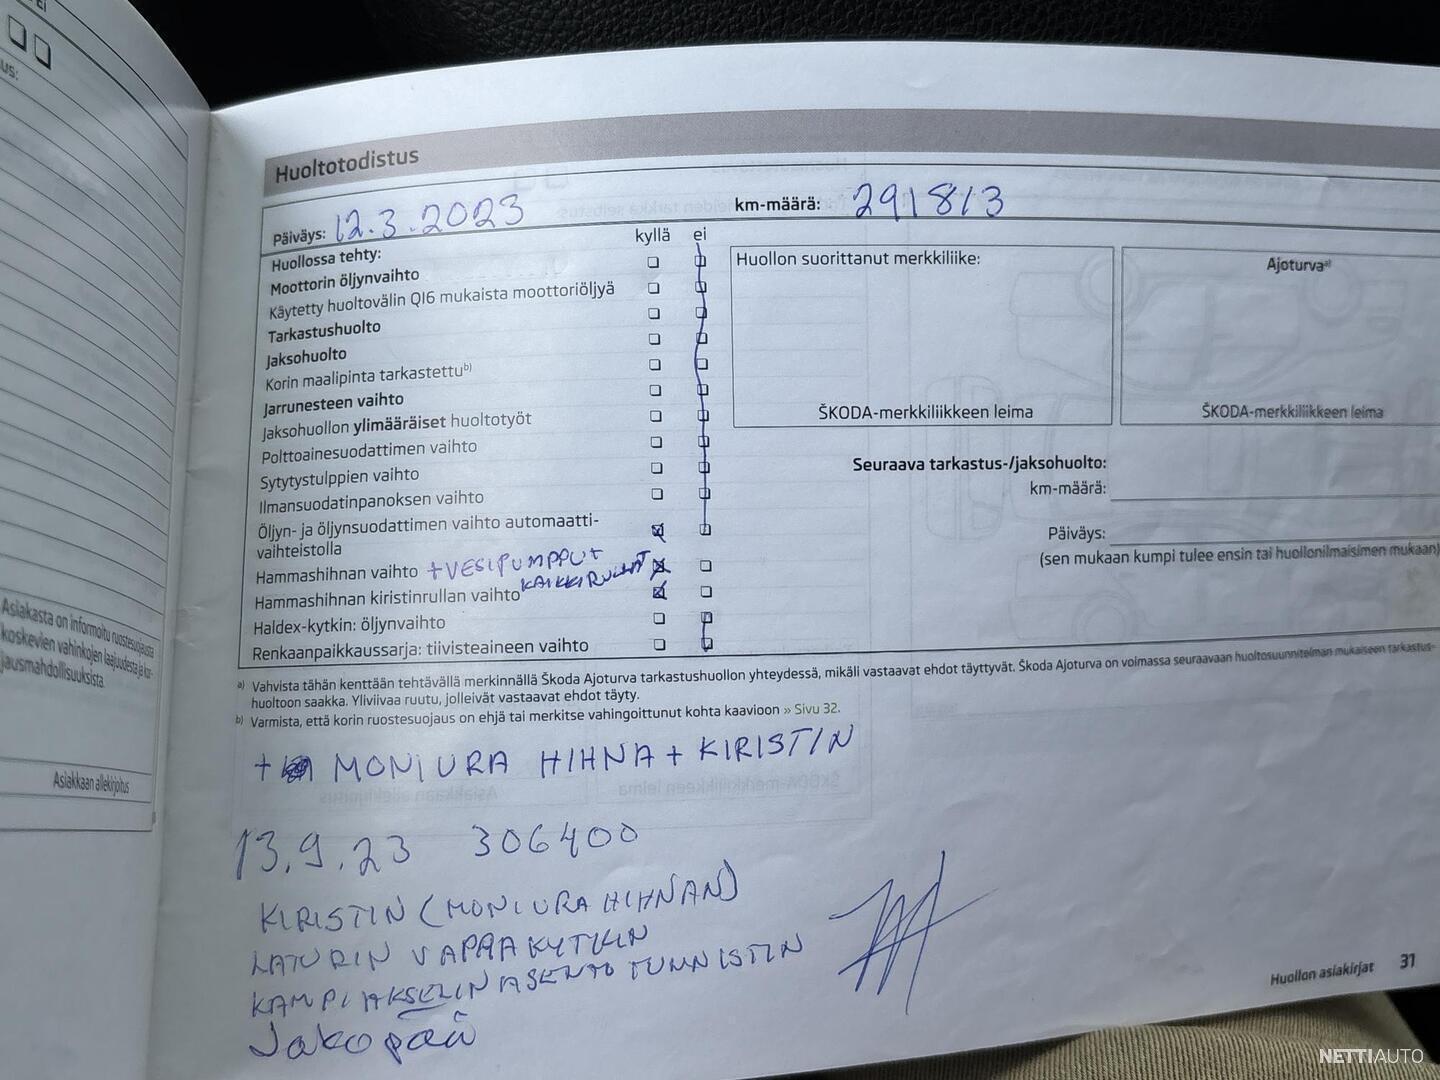 EI
US:
Huoltotodistus
Päiväys: 12.3.2023
km-määrä: 291813
kyllä ei
Huollossa tehty:
Moottorin öljynvaihto
Käytetty huoltovälin QI6 mukaista moottoriöljyä
Tarkastushuolto
Jaksohuolto
Korin maalipinta tarkastettu b)
Jarrunesteen vaihto
Jaksohuollon ylimääräiset huoltotyöt
Polttoainesuodattimen vaihto
Sytytystulppien vaihto
Ilmansuodatinpanoksen vaihto
Öljyn- ja öljynsuodattimen vaihto automaatti-
vaihteistolla
Hammashihnan vaihto +VESIPUMPPU+
KAIKKI RULLAT
Hammashihnan kiristinrullan vaihto
Haldex-kytkin: öljynvaihto
Renkaanpaikkaussarja: tiivisteaineen vaihto
Huollon suorittanut merkkiliike:
ŠKODA-merkkiliikkeen leima
Ajoturva a)
ŠKODA-merkkiliikkeen leima
Seuraava tarkastus-/jaksohuolto:
km-määrä:
Päiväys:
(sen mukaan kumpi tulee ensin tai huollonilmaisimen mukaan)
a) Vahvista tähän kenttään tehtävällä merkinnällä Škoda Ajoturva tarkastushuollon yhteydessä, mikäli vastaavat ehdot täyttyvät. Škoda Ajoturva on voimassa seuraavaan huoltosuunnitelman mukaiseen tarkastus-
huoltoon saakka. Yliviivaa ruutu, jolleivät vastaavat ehdot täyty.
b) Varmista, että korin ruostesuojaus on ehjä tai merkitse vahingoittunut kohta kaavioon » Sivu 32.
+ MONIURA HIHNA + KIRISTIN
13.9.23 306400
KIRISTIN (MONIURA HIHNAN)
LATURIN VAPAAKYTKIN
KAMPIAKSELIN ASENTO TUNNISTIN
Jakopää
Huollon asiakirjat 31
Asiakasta on informoitu ruostesuojausta
koskevien vahinkojen laajuudesta ja kor-
jausmahdollisuuksista.
Asiakkaan allekirjoitus
NETTIAUTO